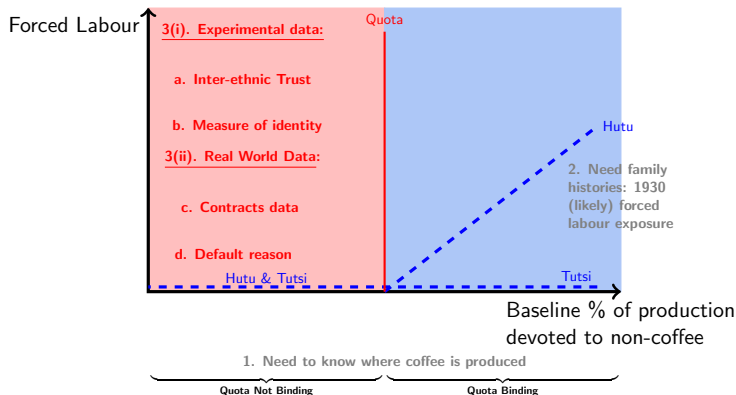 Forced Labour
3(i). Experimental data:
Quota
a. Inter-ethnic Trust
b. Measure of identity
Hutu
3(ii). Real World Data:
2. Need family
histories: 1930
(likely) forced
labour exposure
c. Contracts data
d. Default reason
Hutu & Tutsi
Tutsi
Baseline % of production
devoted to non-coffee
1. Need to know where coffee is produced
Quota Not Binding
Quota Binding